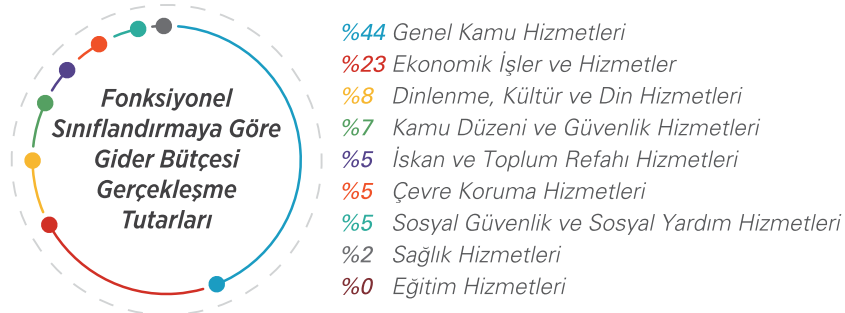 Fonksiyonel
Sınıflandırmaya Göre
Gider Bütçesi
Gerçekleşme
Tutarları
%44 Genel Kamu Hizmetleri
%23 Ekonomik İşler ve Hizmetler
%8 Dinlenme, Kültür ve Din Hizmetleri
%7 Kamu Düzeni ve Güvenlik Hizmetleri
%5 İskan ve Toplum Refahı Hizmetleri
%5 Çevre Koruma Hizmetleri
%5 Sosyal Güvenlik ve Sosyal Yardım Hizmetleri
%2 Sağlık Hizmetleri
%0 Eğitim Hizmetleri